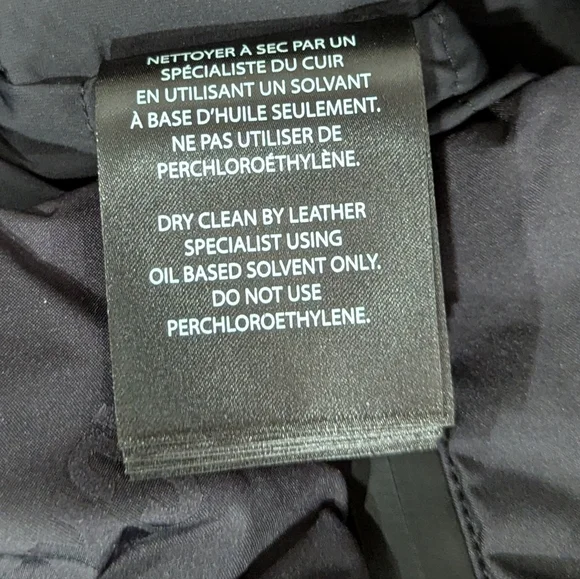 NETTOYER À SEC PAR UN
SPÉCIALISTE DU CUIR
EN UTILISANT UN SOLVANT
À BASE D'HUILE SEULEMENT.
NE PAS UTILISER DE
PERCHLOROÉTHYLÈNE.
DRY CLEAN BY LEATHER
SPECIALIST USING
OIL BASED SOLVENT ONLY.
DO NOT USE
PERCHLOROETHYLENE.